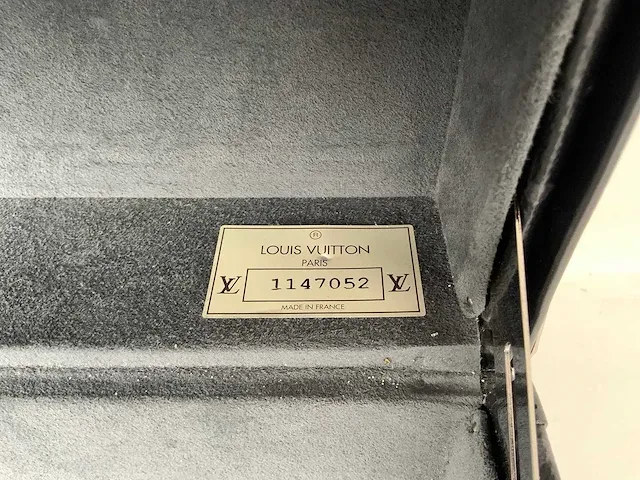 ®
LOUIS VUITTON
PARIS
LV 1147052 LV
MADE IN FRANCE